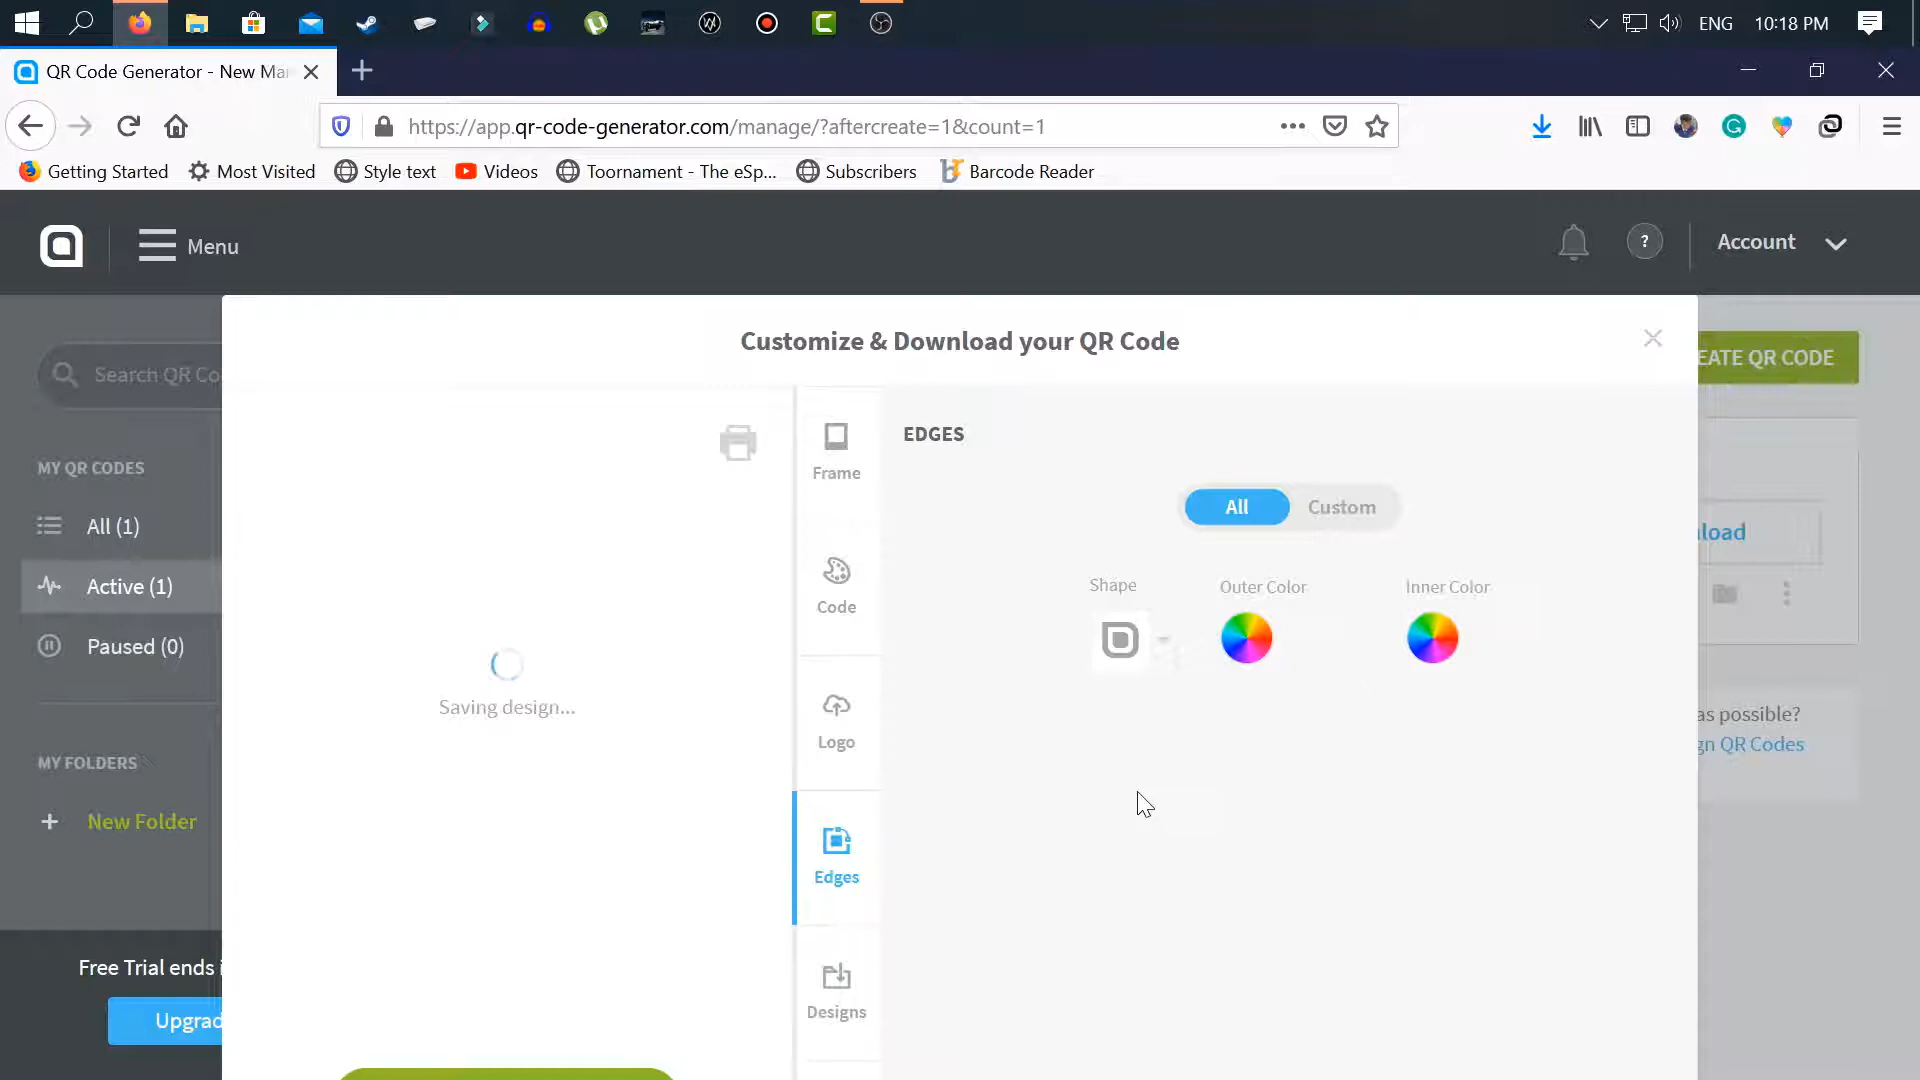 ENG 10:18 PM
QR Code Generator - New Ma
https://app.qr-code-generator.com/manage/?aftercreate=1&count=1
Getting Started Most Visited Style text Videos Toornament - The eSp... Subscribers Barcode Reader
Menu ? Account
Customize & Download your QR Code
Search QR Co
EATE QR CODE
MY QR CODES
All (1)
Active (1)
Paused (0)
MY FOLDERS
New Folder
Free Trial ends i
Upgrad
Saving design...
Frame
Code
Logo
Edges
Designs
EDGES
All Custom
Shape Outer Color Inner Color
load
as possible?
gn QR Codes